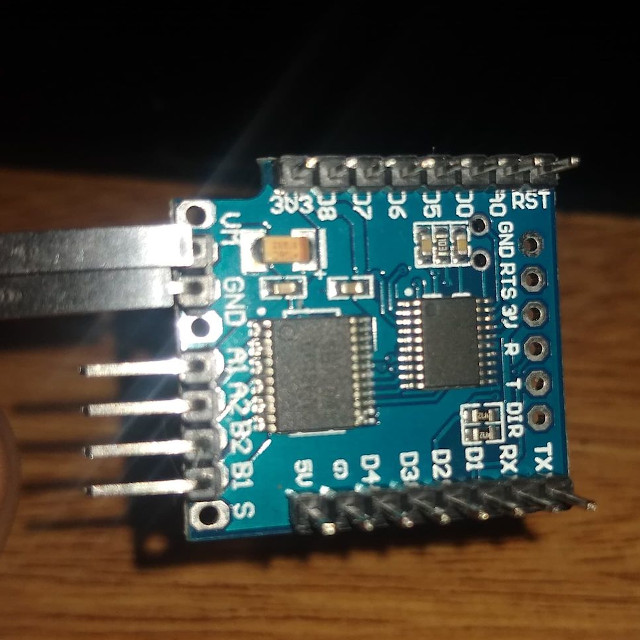 3V3 D8 D7 D6 D5 D0 A0 RST
VM
GND
A1
A2
B2
B1
S
GND
RTS
3V
R
T
DIR
5V G D4 D3 D2 D1 RX TX